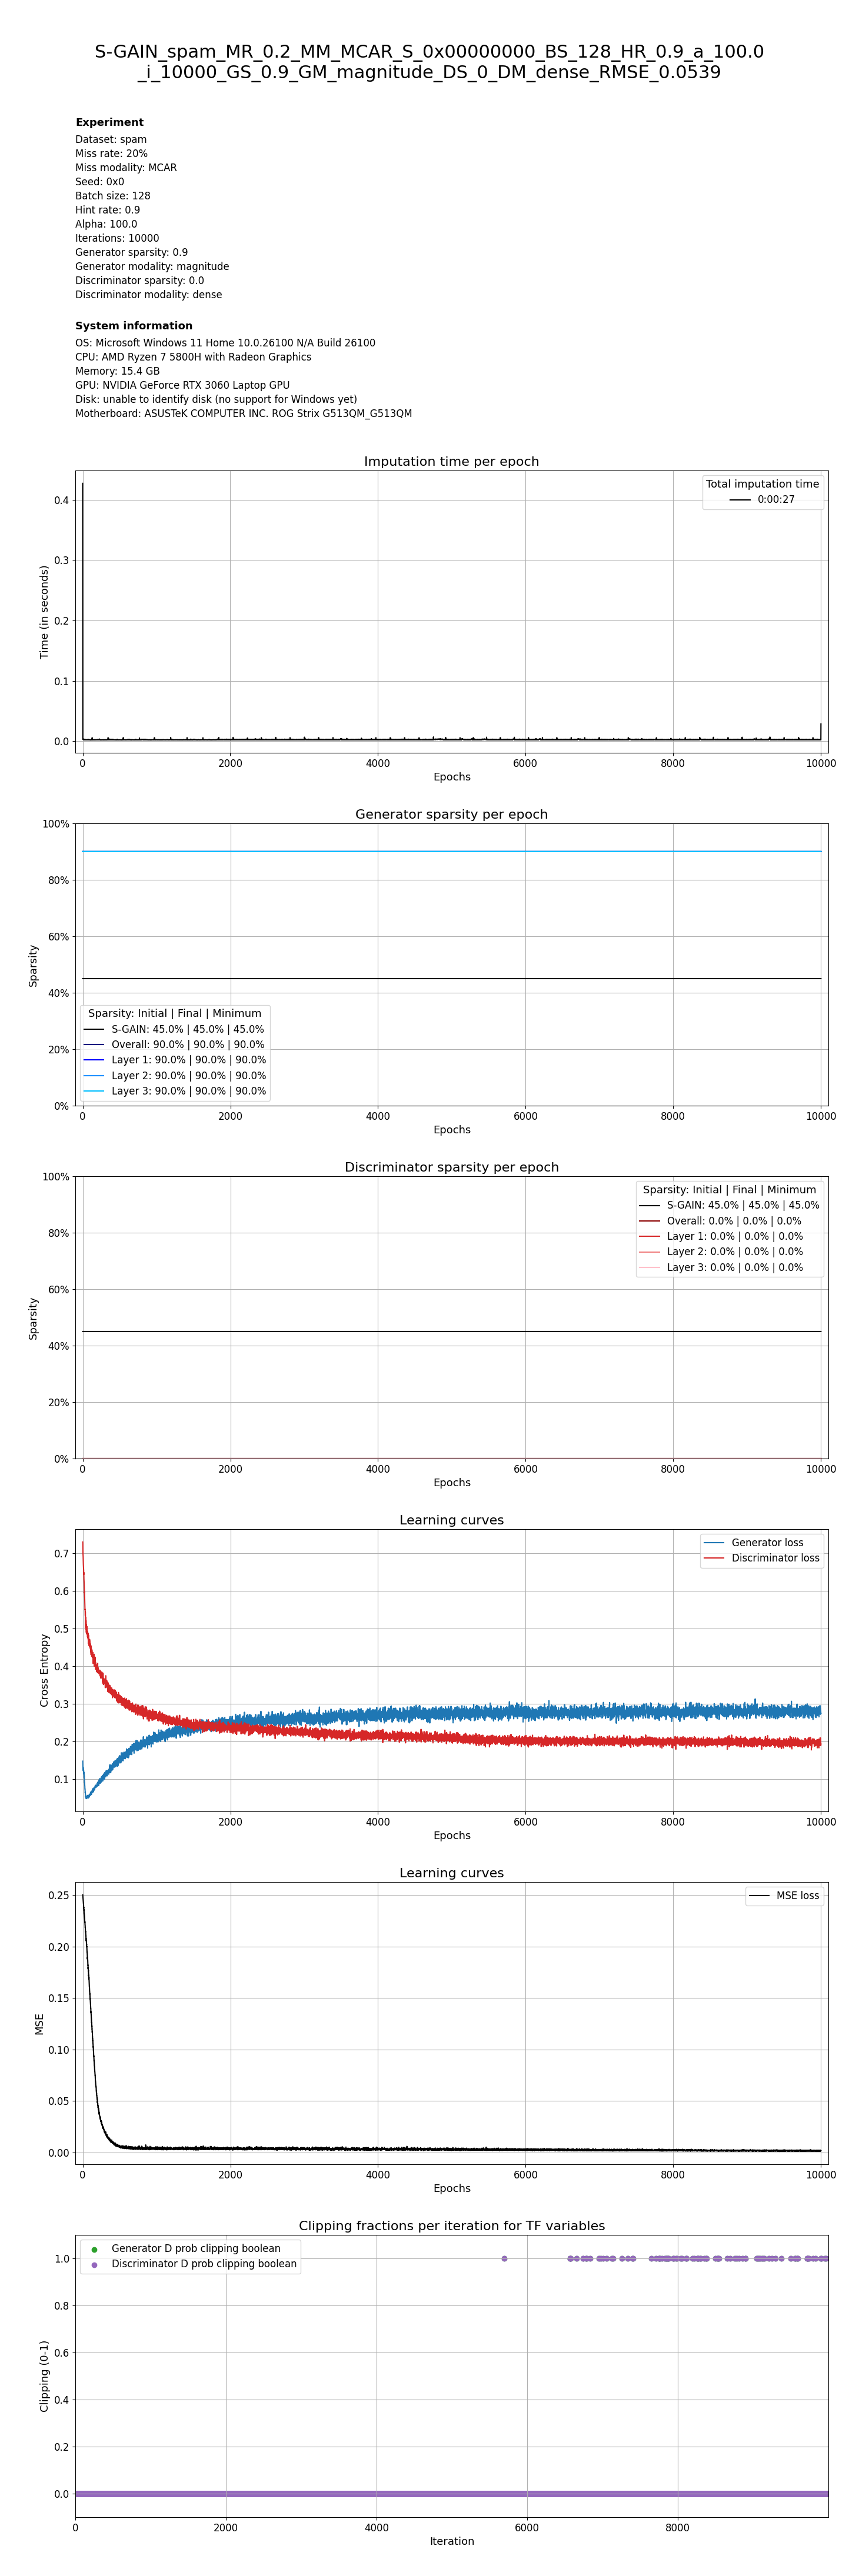 S-GAIN_spam_MR_0.2_MM_MCAR_S_0x00000000_BS_128_HR_0.9_a_100.0
_i_10000_GS_0.9_GM_magnitude_DS_0_DM_dense_RMSE_0.0539
Experiment
Dataset: spam
Miss rate: 20%
Miss modality: MCAR
Seed: 0x0
Batch size: 128
Hint rate: 0.9
Alpha: 100.0
Iterations: 10000
Generator sparsity: 0.9
Generator modality: magnitude
Discriminator sparsity: 0.0
Discriminator modality: dense
System information
OS: Microsoft Windows 11 Home 10.0.26100 N/A Build 26100
CPU: AMD Ryzen 7 5800H with Radeon Graphics
Memory: 15.4 GB
GPU: NVIDIA GeForce RTX 3060 Laptop GPU
Disk: unable to identify disk (no support for Windows yet)
Motherboard: ASUSTeK COMPUTER INC. ROG Strix G513QM_G513QM
Imputation time per epoch
Total imputation time
0:00:27
Time (in seconds)
0.4
0.3
0.2
0.1
0.0
0 2000 4000 6000 8000 10000
Epochs
Generator sparsity per epoch
Sparsity
100%
80%
60%
40%
20%
0%
Sparsity: Initial | Final | Minimum
S-GAIN: 45.0% | 45.0% | 45.0%
Overall: 90.0% | 90.0% | 90.0%
Layer 1: 90.0% | 90.0% | 90.0%
Layer 2: 90.0% | 90.0% | 90.0%
Layer 3: 90.0% | 90.0% | 90.0%
0 2000 4000 6000 8000 10000
Epochs
Discriminator sparsity per epoch
Sparsity
100%
80%
60%
40%
20%
0%
Sparsity: Initial | Final | Minimum
S-GAIN: 45.0% | 45.0% | 45.0%
Overall: 0.0% | 0.0% | 0.0%
Layer 1: 0.0% | 0.0% | 0.0%
Layer 2: 0.0% | 0.0% | 0.0%
Layer 3: 0.0% | 0.0% | 0.0%
0 2000 4000 6000 8000 10000
Epochs
Learning curves
Cross Entropy
0.7
0.6
0.5
0.4
0.3
0.2
0.1
Generator loss
Discriminator loss
0 2000 4000 6000 8000 10000
Epochs
Learning curves
MSE
0.25
0.20
0.15
0.10
0.05
0.00
MSE loss
0 2000 4000 6000 8000 10000
Epochs
Clipping fractions per iteration for TF variables
Clipping (0-1)
1.0
0.8
0.6
0.4
0.2
0.0
Generator D prob clipping boolean
Discriminator D prob clipping boolean
0 2000 4000 6000 8000
Iteration